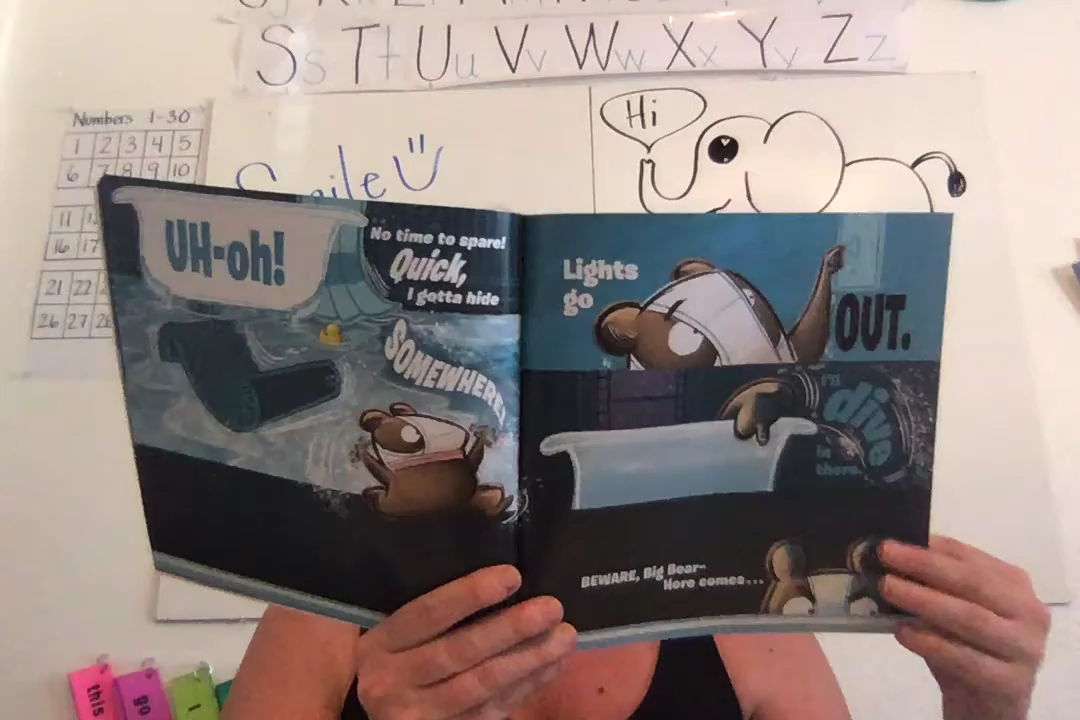 Ss Tt Uu Vv Ww Xx Yy Zz
Numbers 1-30
1 2 3 4 5
6 7 8 9 10
11
16 17
21 22
26 27 28
Smile
Hi
UH-oh!
No time to spare!
Quick,
I gotta hide
SOMEWHERE!
Lights
go
OUT.
I'll
dive
in
there.
BEWARE, Big Bear-
Here comes...
this
go
I